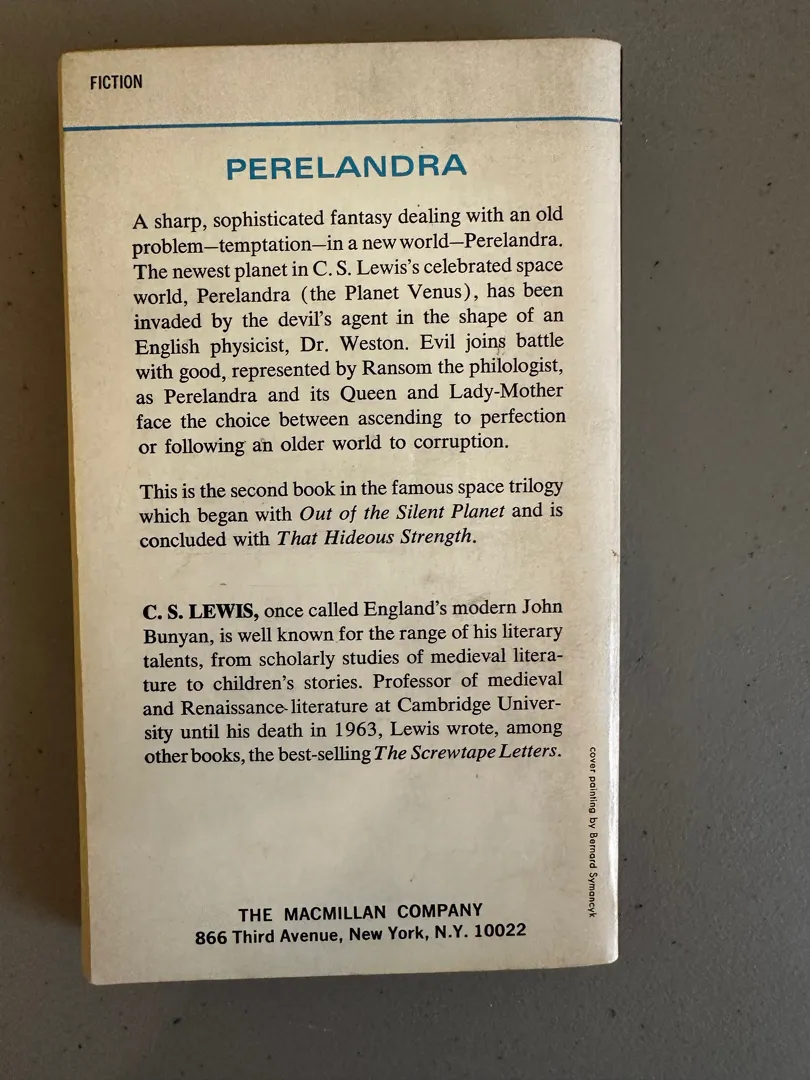 FICTION
PERELANDRA
A sharp, sophisticated fantasy dealing with an old
problem—temptation—in a new world—Perelandra.
The newest planet in C. S. Lewis's celebrated space
world, Perelandra (the Planet Venus), has been
invaded by the devil's agent in the shape of an
English physicist, Dr. Weston. Evil joins battle
with good, represented by Ransom the philologist,
as Perelandra and its Queen and Lady-Mother
face the choice between ascending to perfection
or following an older world to corruption.
This is the second book in the famous space trilogy
which began with Out of the Silent Planet and is
concluded with That Hideous Strength.
C. S. LEWIS, once called England's modern John
Bunyan, is well known for the range of his literary
talents, from scholarly studies of medieval litera-
ture to children's stories. Professor of medieval
and Renaissance literature at Cambridge Univer-
sity until his death in 1963, Lewis wrote, among
other books, the best-selling The Screwtape Letters.
cover painting by Bernard Symancyk
THE MACMILLAN COMPANY
866 Third Avenue, New York, N.Y. 10022